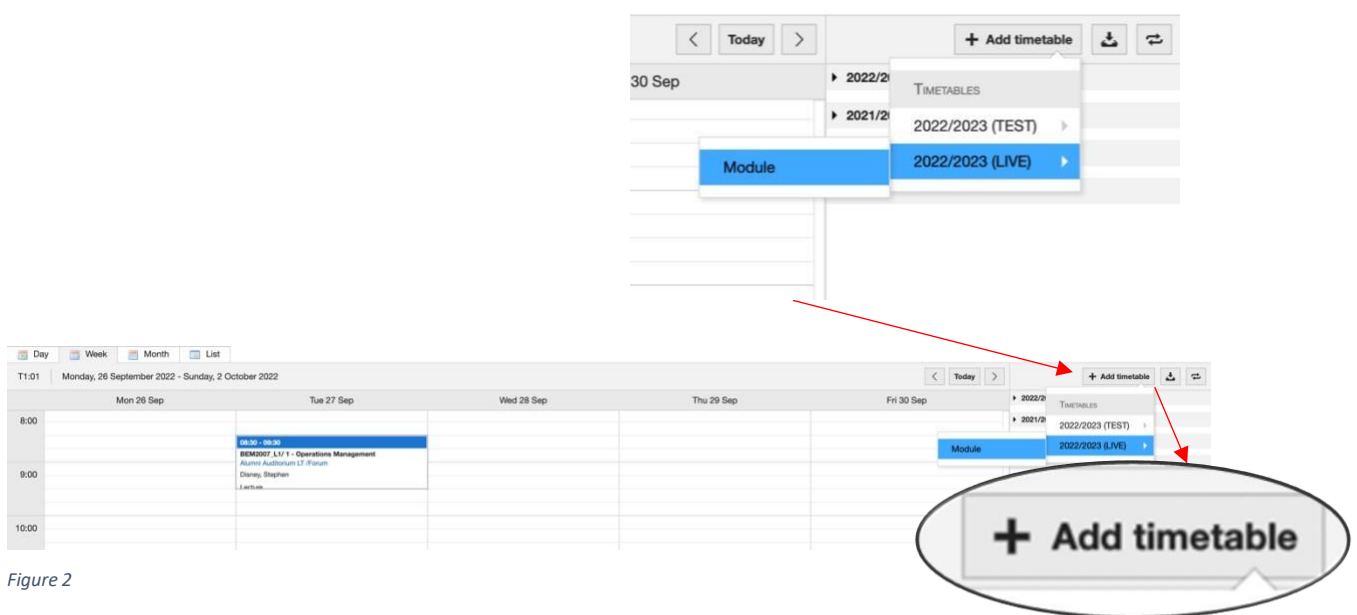 Today
+ Add timetable
30 Sep
2022/2
TIMETABLES
2021/2
2022/2023 (TEST)
Module
2022/2023 (LIVE)
Day Week Month List
T1:01 Monday, 26 September 2022 - Sunday, 2 October 2022
Today
+ Add timetable
Mon 26 Sep Tue 27 Sep Wed 28 Sep Thu 29 Sep Fri 30 Sep
2022/2
TIMETABLES
8:00
2021/2
2022/2023 (TEST)
08:30 - 09:30
BEM2007_L1/ 1 - Operations Management
Module
2022/2023 (LIVE)
Alumni Auditorium LT /Forum
9:00
Disney, Stephen
Lecture
10:00
+ Add timetable
Figure 2